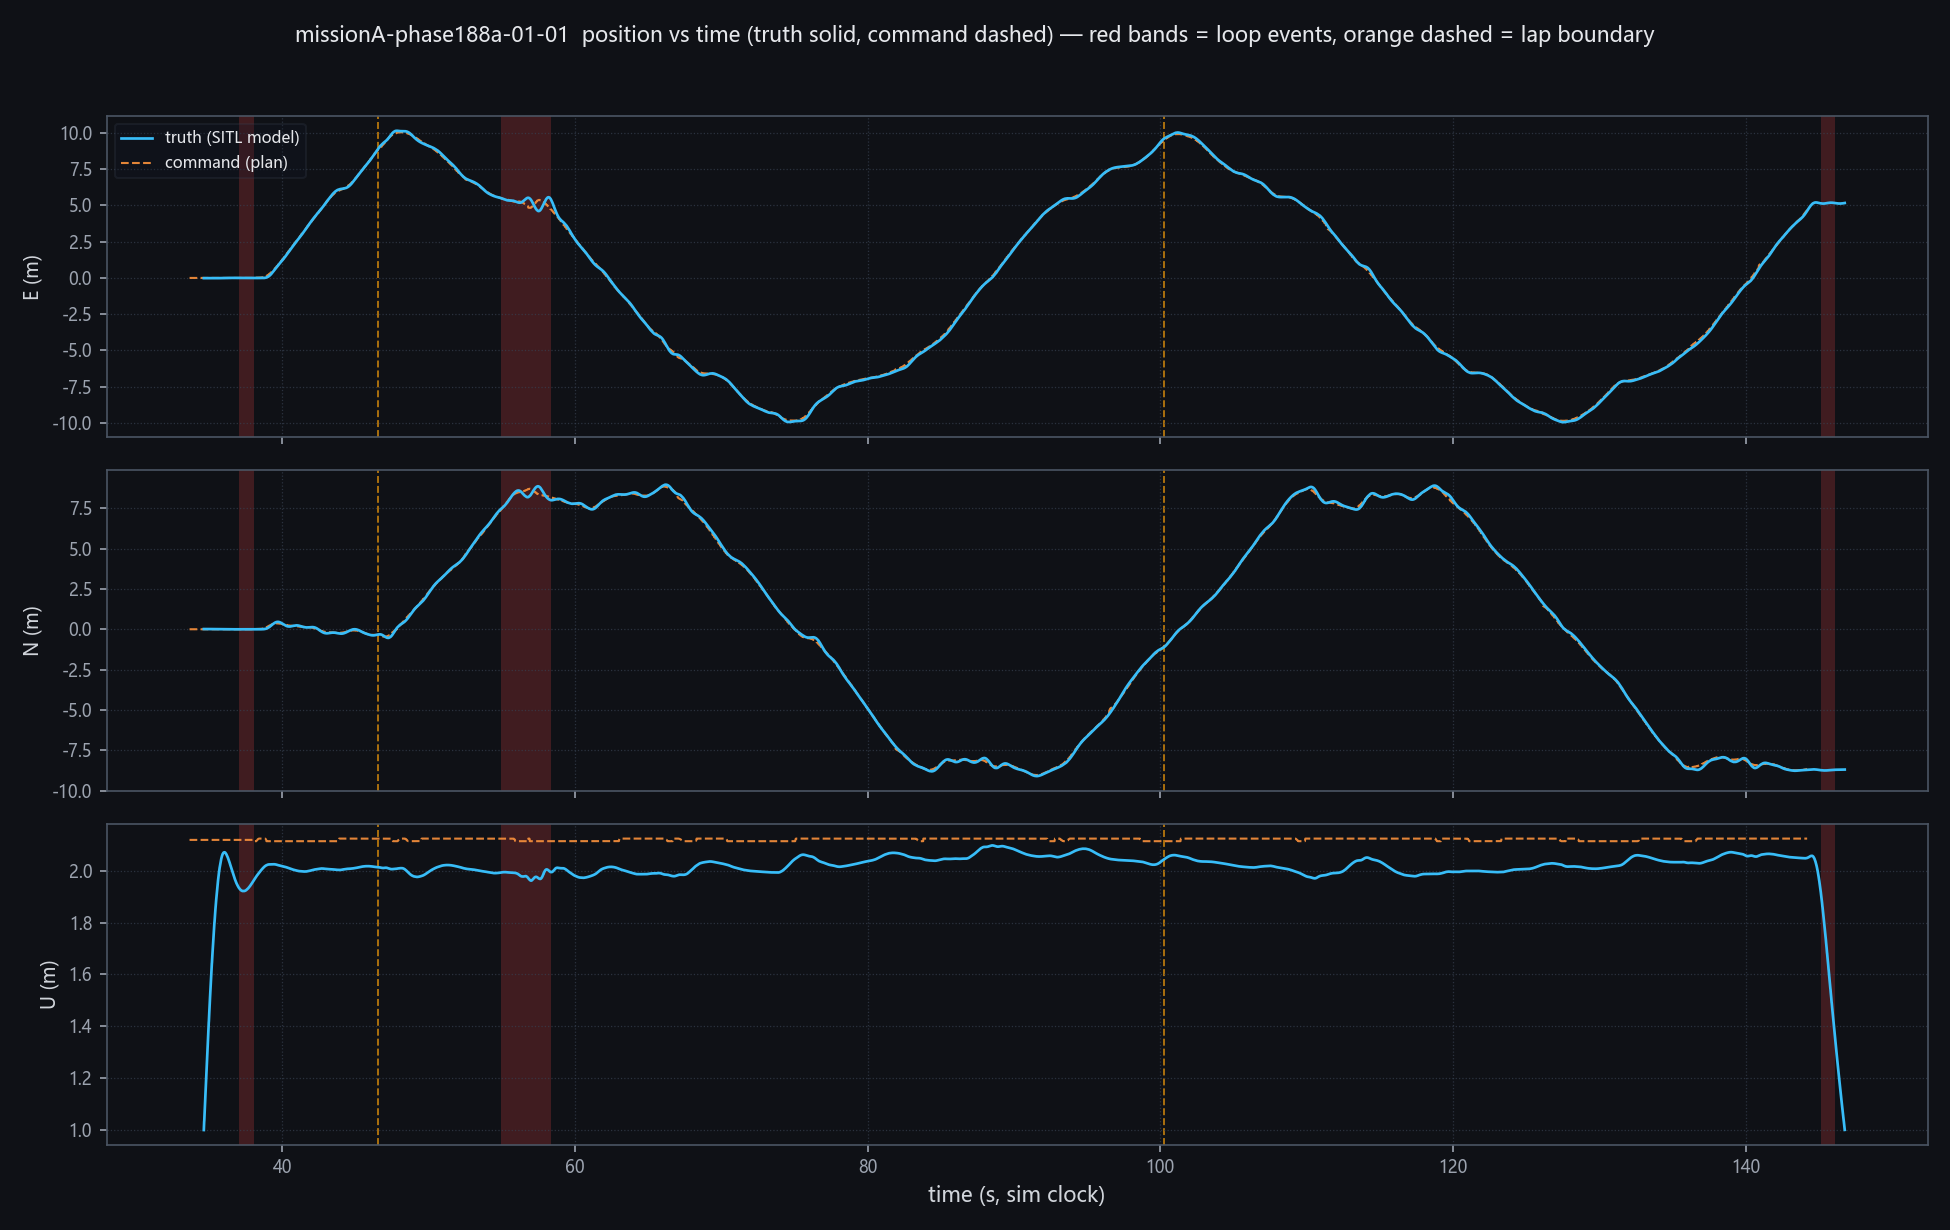 missionA-phase188a-01-01  position vs time (truth solid, command dashed) — red bands = loop events, orange dashed = lap boundary
truth (SITL model)
command (plan)
E (m)
10.0
7.5
5.0
2.5
0.0
-2.5
-5.0
-7.5
-10.0
N (m)
7.5
5.0
2.5
0.0
-2.5
-5.0
-7.5
-10.0
U (m)
2.0
1.8
1.6
1.4
1.2
1.0
40 60 80 100 120 140
time (s, sim clock)